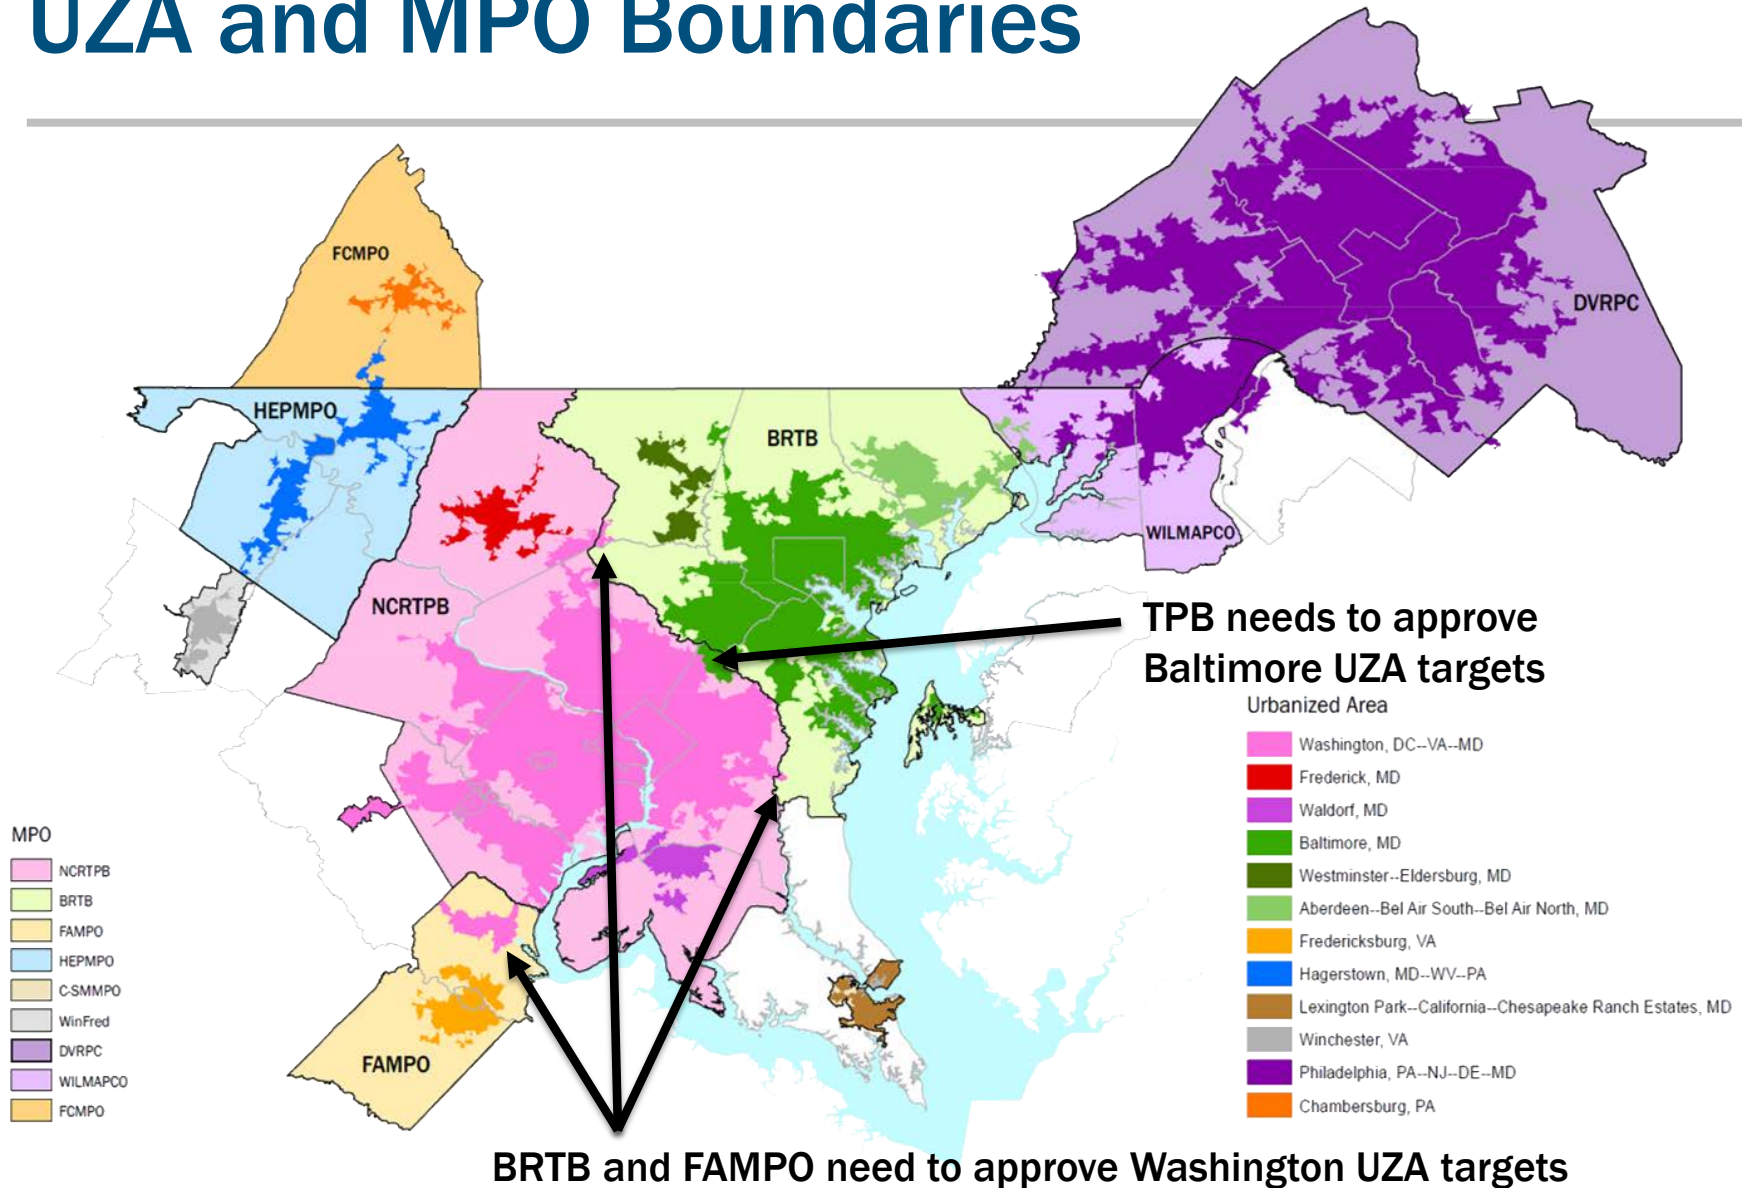 UZA and MPO Boundaries
FCMPO
DVRPC
HEPMPO
BRTB
WILMAPCO
NCRTPB
TPB needs to approve
Baltimore UZA targets
Urbanized Area
Washington, DC--VA--MD
Frederick, MD
Waldorf, MD
Baltimore, MD
Westminster--Eldersburg, MD
Aberdeen--Bel Air South--Bel Air North, MD
Fredericksburg, VA
Hagerstown, MD--WV--PA
Lexington Park--California--Chesapeake Ranch Estates, MD
Winchester, VA
Philadelphia, PA--NJ--DE--MD
Chambersburg, PA
MPO
NCRTPB
BRTB
FAMPO
HEPMPO
C-SMMPO
WinFred
DVRPC
WILMAPCO
FCMPO
FAMPO
BRTB and FAMPO need to approve Washington UZA targets